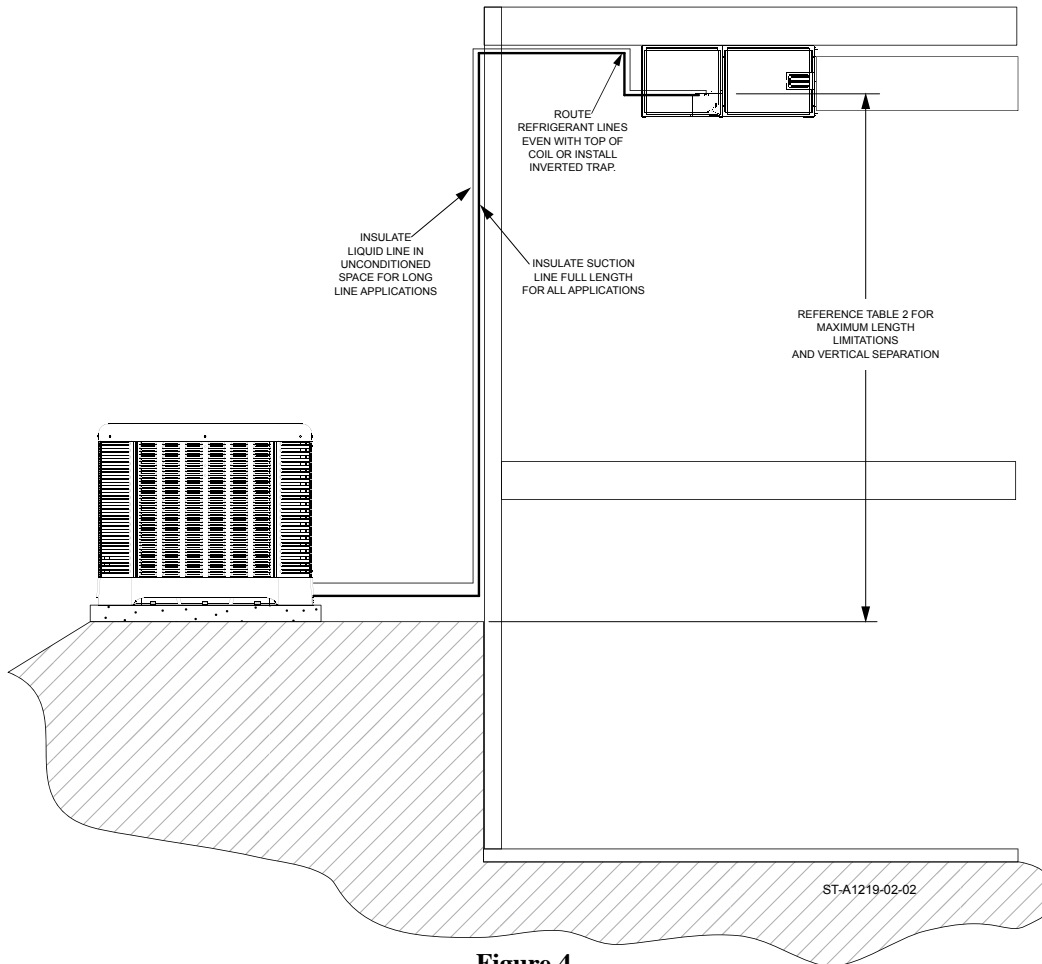 ROUTE
REFRIGERANT LINES
EVEN WITH TOP OF
COIL OR INSTALL
INVERTED TRAP.
INSULATE
LIQUID LINE IN
UNCONDITIONED
SPACE FOR LONG
LINE APPLICATIONS
INSULATE SUCTION
LINE FULL LENGTH
FOR ALL APPLICATIONS
REFERENCE TABLE 2 FOR
MAXIMUM LENGTH
LIMITATIONS
AND VERTICAL SEPARATION
ST-A1219-02-02
Figure 4